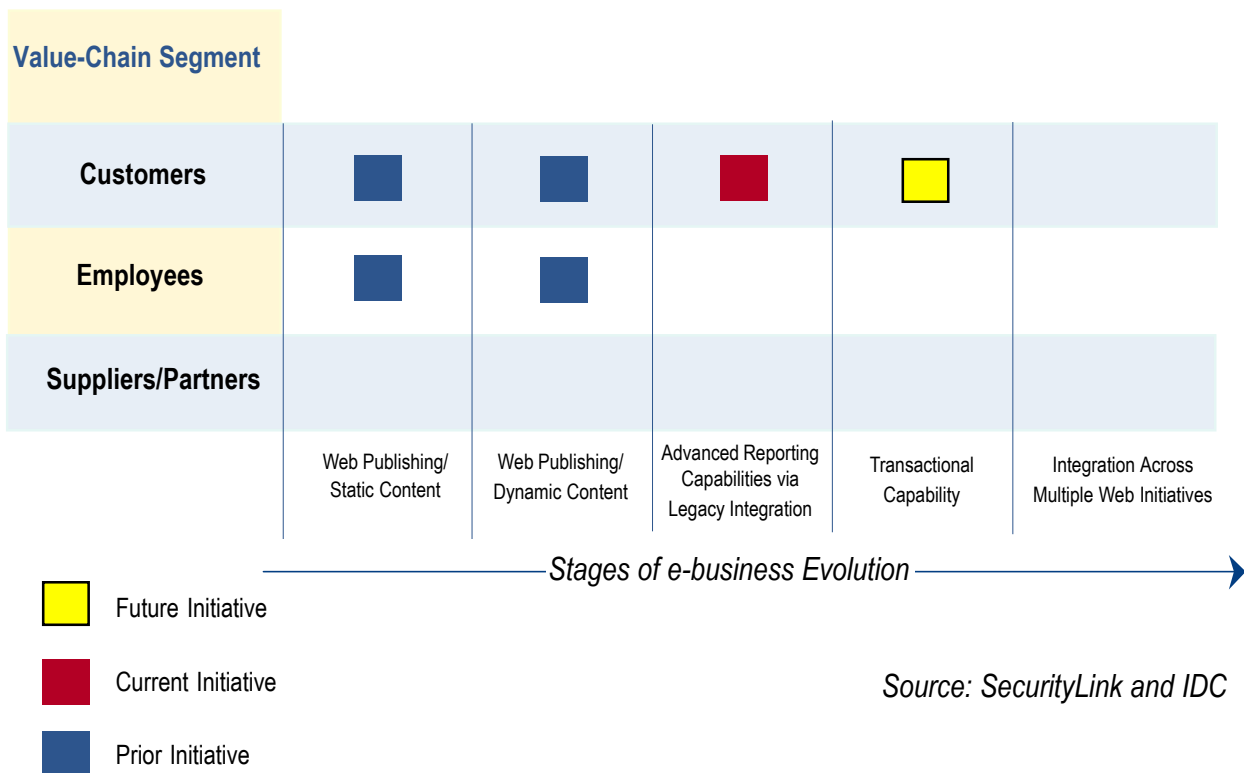 Value-Chain Segment
Customers
Employees
Suppliers/Partners
Web Publishing/
Static Content
Web Publishing/
Dynamic Content
Advanced Reporting
Capabilities via
Legacy Integration
Transactional
Capability
Integration Across
Multiple Web Initiatives
Stages of e-business Evolution
Future Initiative
Current Initiative
Prior Initiative
Source: SecurityLink and IDC